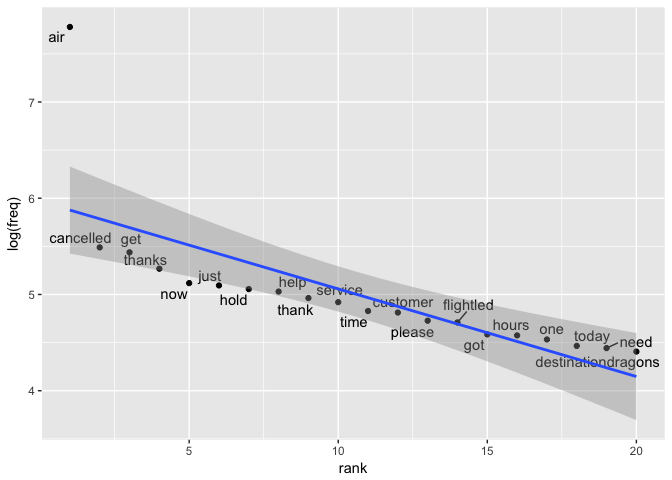 air
7
6
cancelled
get
thanks
just
help
now
hold
service
thank
customer
flightled
5
time
please
hours
one
today
need
got
destinationdragons
4
log(freq)
5
10
15
20
rank